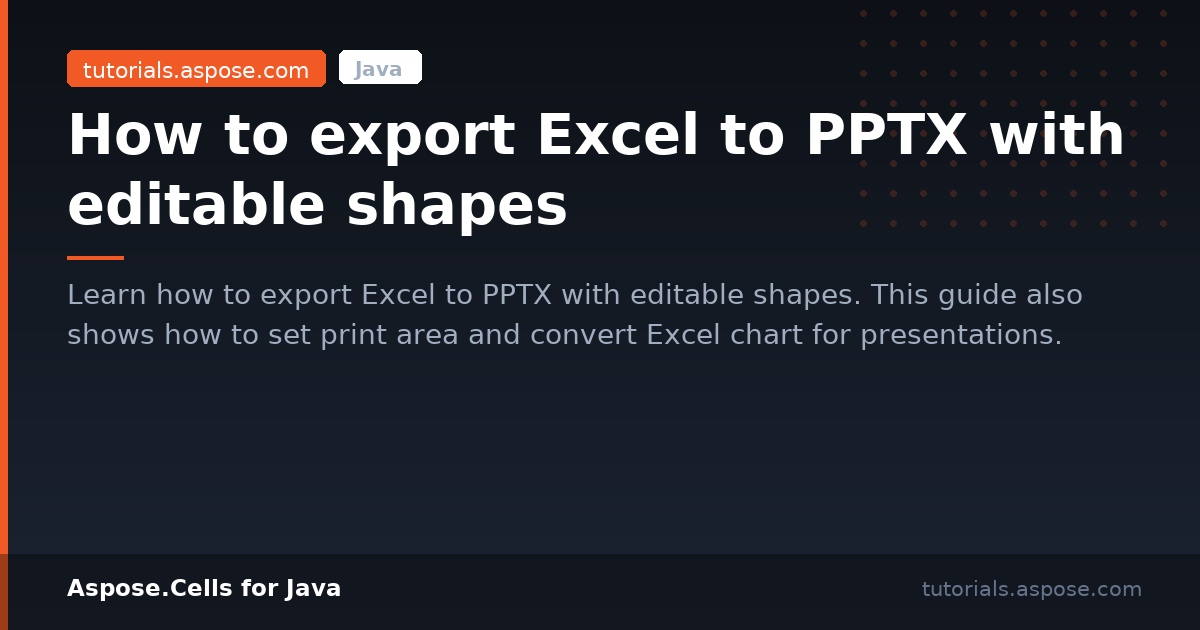 tutorials.aspose.com
Java
How to export Excel to PPTX with
editable shapes
Learn how to export Excel to PPTX with editable shapes. This guide also
shows how to set print area and convert Excel chart for presentations.
Aspose.Cells for Java
tutorials.aspose.com